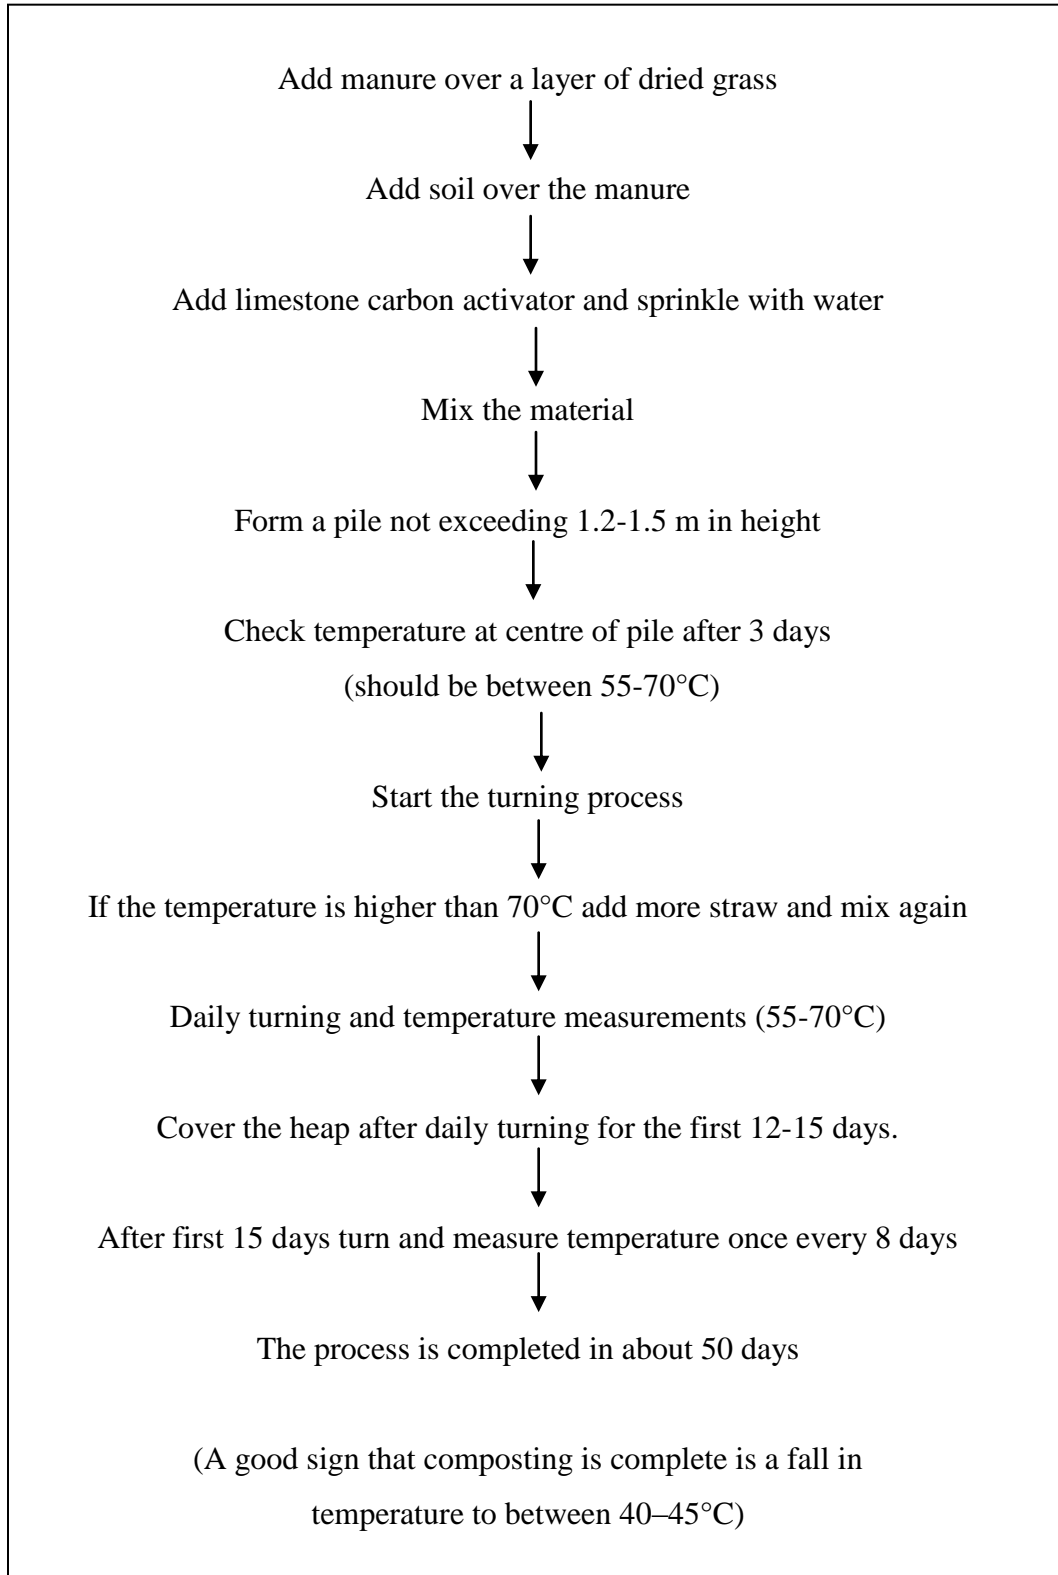 Add manure over a layer of dried grass
Add soil over the manure
Add limestone carbon activator and sprinkle with water
Mix the material
Form a pile not exceeding 1.2-1.5 m in height
Check temperature at centre of pile after 3 days
(should be between 55-70°C)
Start the turning process
If the temperature is higher than 70°C add more straw and mix again
Daily turning and temperature measurements (55-70°C)
Cover the heap after daily turning for the first 12-15 days.
After first 15 days turn and measure temperature once every 8 days
The process is completed in about 50 days
(A good sign that composting is complete is a fall in
temperature to between 40–45°C)